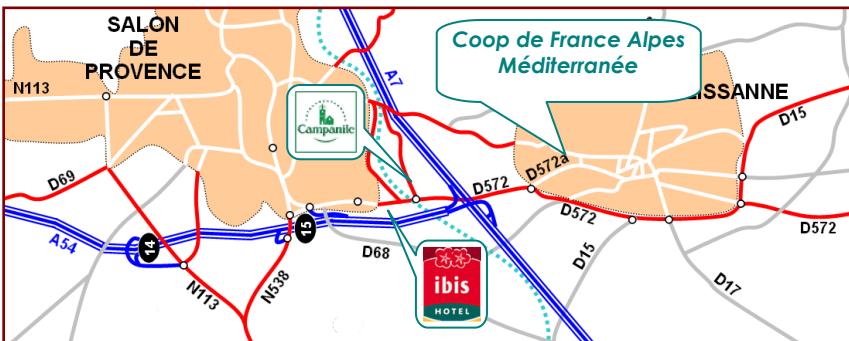 SALON
DE
PROVENCE
N113
Coop de France Alpes
Méditerranée
LISSANNE
A7
D15
Campanile
D572a
D69
D572
D572
D572
A54
14
15
D68
D15
N113
N538
ibis
HOTEL
D17